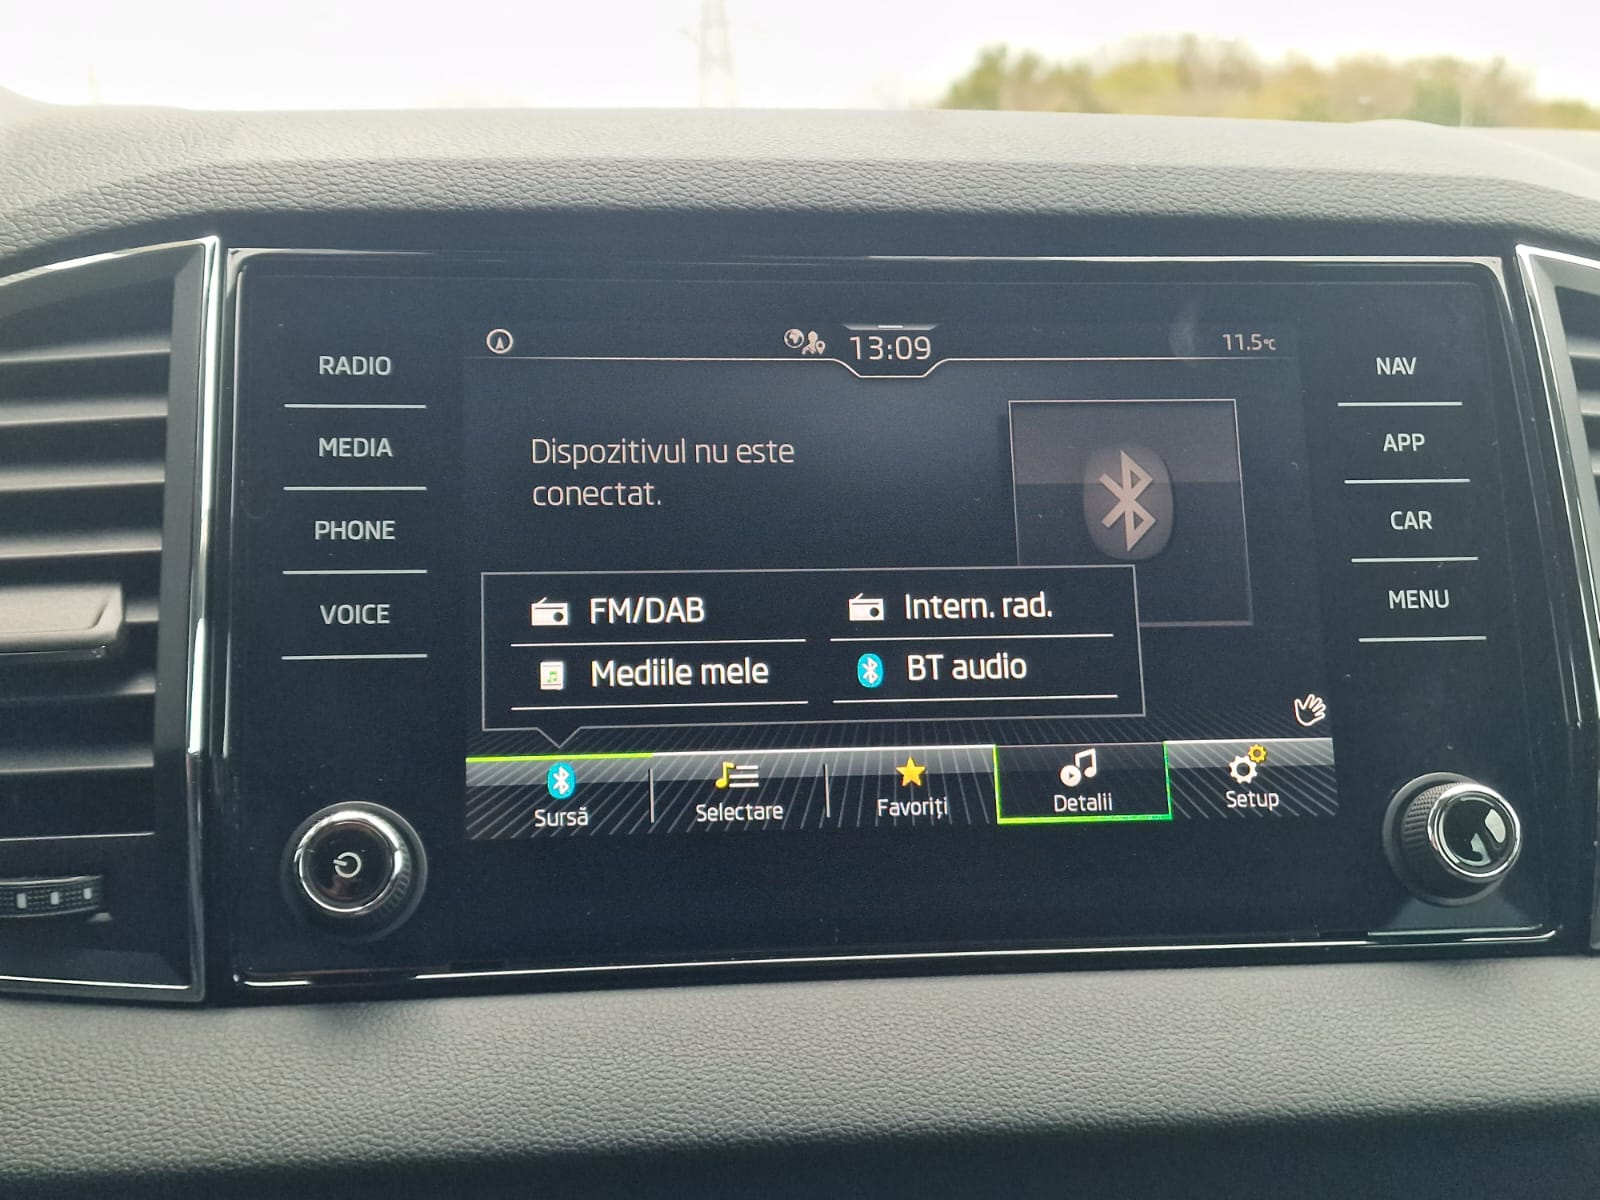 13:09
11.5°C
RADIO
MEDIA
PHONE
VOICE
Dispozitivul nu este
conectat.
FM/DAB
Intern. rad.
Mediile mele
BT audio
Sursă
Selectare
Favoriți
Detalii
Setup
NAV
APP
CAR
MENU